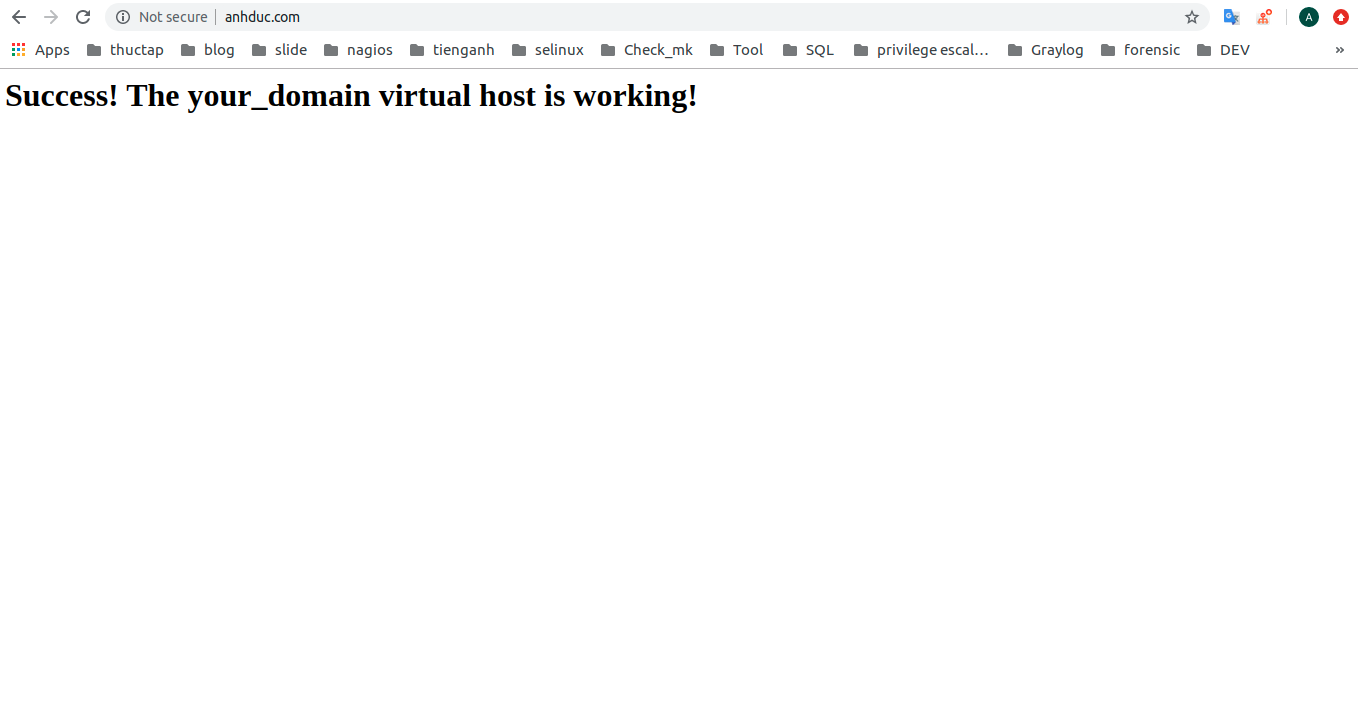 Not secure anhduc.com A
Apps thuctap blog slide nagios tienganh selinux Check_mk Tool SQL privilege escal... Graylog forensic DEV »
Success! The your_domain virtual host is working!